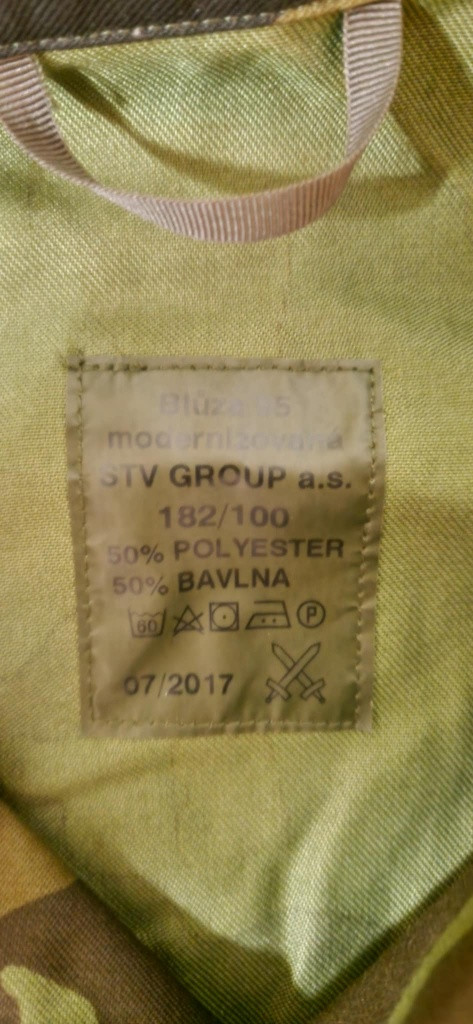 Blůza 95
modernizovaná
STV GROUP a.s.
182/100
50% POLYESTER
50% BAVLNA
60 P
07/2017